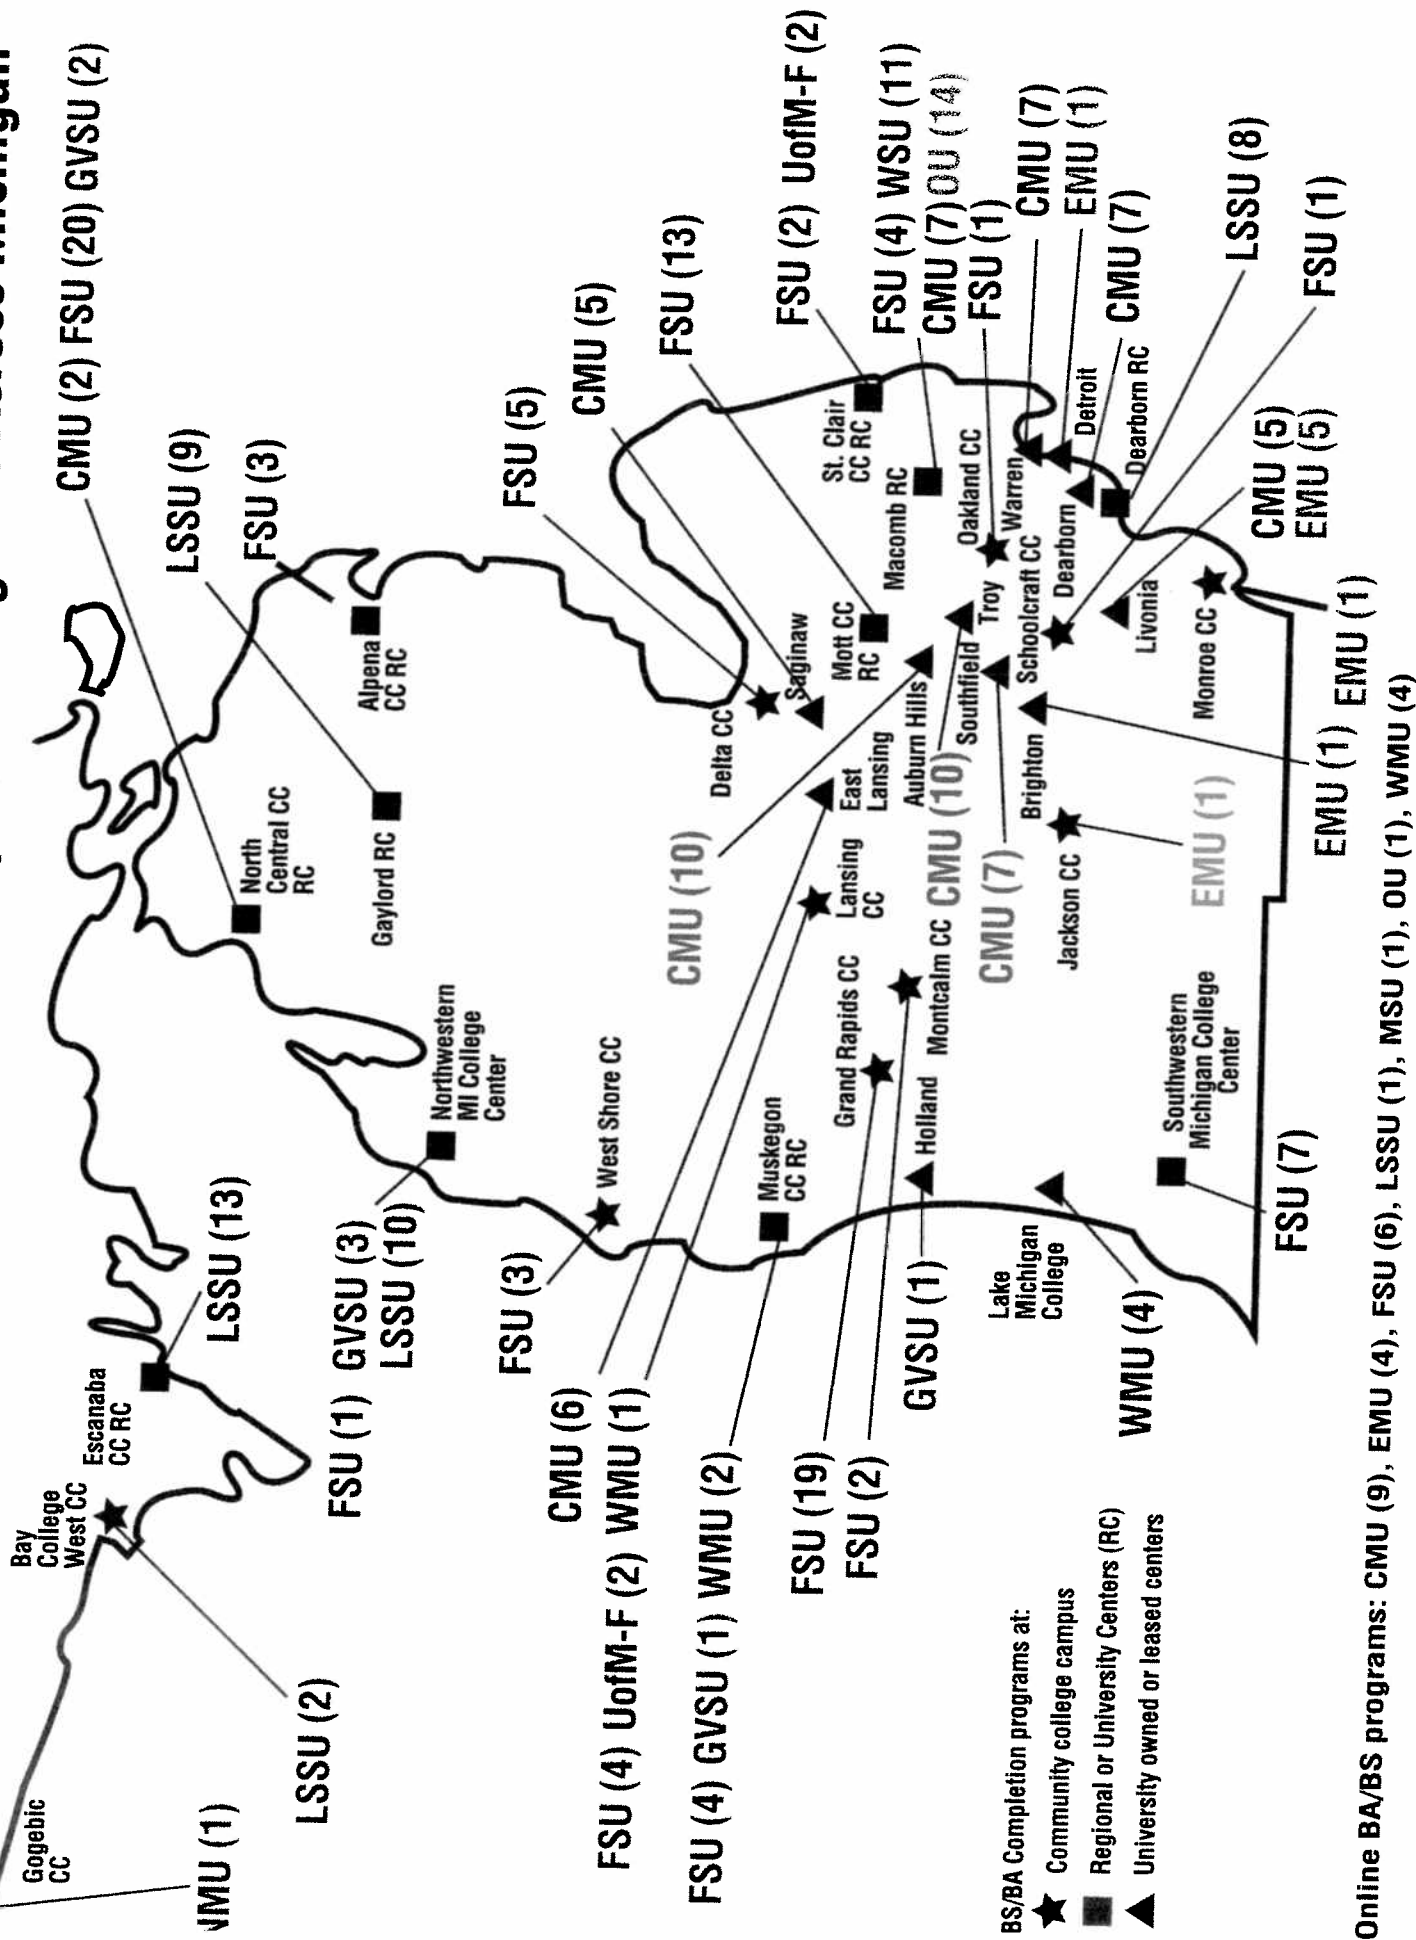 CMU (2) FSU (20) GVSU (2)
LSSU (9)
FSU (3)
FSU (5)
CMU (5)
FSU (13)
FSU (2) UofM-F (2)
FSU (4) WSU (11)
CMU (7) OU (14)
FSU (1)
CMU (7)
EMU (1)
CMU (7)
LSSU (8)
FSU (1)
North
Central CC
RC
Gaylord RC
Alpena
CC RC
Delta CC
Saginaw
Mott CC
RC
St. Clair
CC RC
Macomb RC
Oakland CC
Warren
Detroit
Dearborn RC
Dearborn
Schoolcraft CC
Troy
Southfield
Auburn Hills
East
Lansing
Lansing
CC
Brighton
Livonia
Monroe CC
Jackson CC
CMU (10)
CMU (10)
CMU (7)
EMU (1)
CMU (5)
EMU (5)
EMU (1) EMU (1)
Northwestern
MI College
Center
West Shore CC
Muskegon
CC RC
Grand Rapids CC
Montcalm CC
Holland
Lake
Michigan
College
Southwestern
Michigan College
Center
Gogebic
CC
Bay
College
West CC
Escanaba
CC RC
LSSU (13)
LSSU (2)
FSU (1) GVSU (3)
LSSU (10)
FSU (3)
CMU (6)
FSU (4) UofM-F (2) WMU (1)
FSU (4) GVSU (1) WMU (2)
FSU (19)
FSU (2)
GVSU (1)
WMU (4)
FSU (7)
BS/BA Completion programs at:
Community college campus
Regional or University Centers (RC)
University owned or leased centers
Online BA/BS programs: CMU (9), EMU (4), FSU (6), LSSU (1), MSU (1), OU (1), WMU (4)